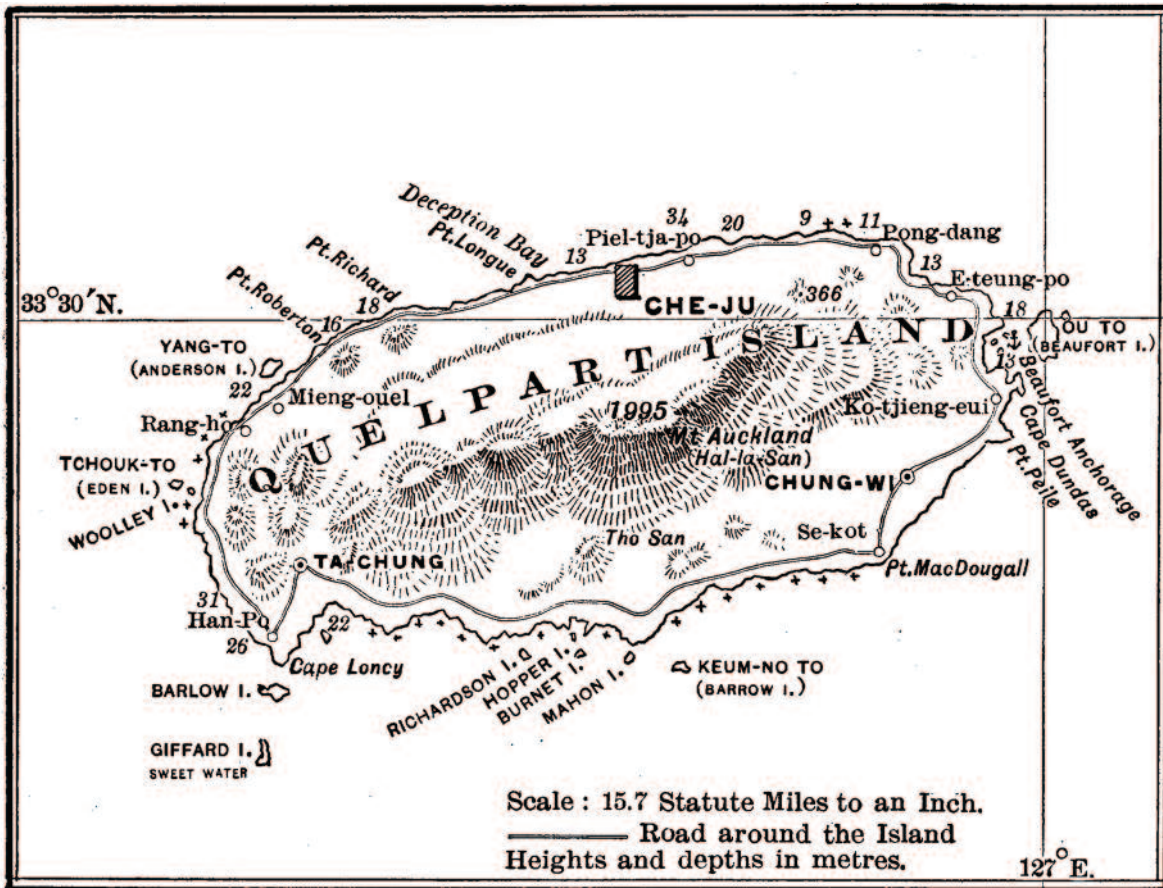 Deception Bay
Pt. Longue
34
20
9
11
Piel-tja-po
Pong-dang
13
13
E-teung-po
Pt. Richard
Pt. Roberton
33°30′N.
18
16
CHE-JU
366
18
OU TO
(BEAUFORT I.)
YANG-TO
(ANDERSON I.)
22
QUELPART ISLAND
13
Beaufort Anchorage
Cape Dundas
Pt. Peile
Mieng-ouel
Rang-ho
1995
Mt Auckland
(Hal-la-San)
Ko-tjieng-eui
TCHOUK-TO
(EDEN I.)
WOOLLEY I.
CHUNG-WI
Tho San
Se-kot
TA-CHUNG
Pt. MacDougall
31
Han-Po
26
22
Cape Loncy
BARLOW I.
RICHARDSON I.
HOPPER I.
BURNET I.
MAHON I.
KEUM-NO TO
(BARROW I.)
GIFFARD I.
SWEET WATER
Scale : 15.7 Statute Miles to an Inch.
Road around the Island
Heights and depths in metres.
127° E.